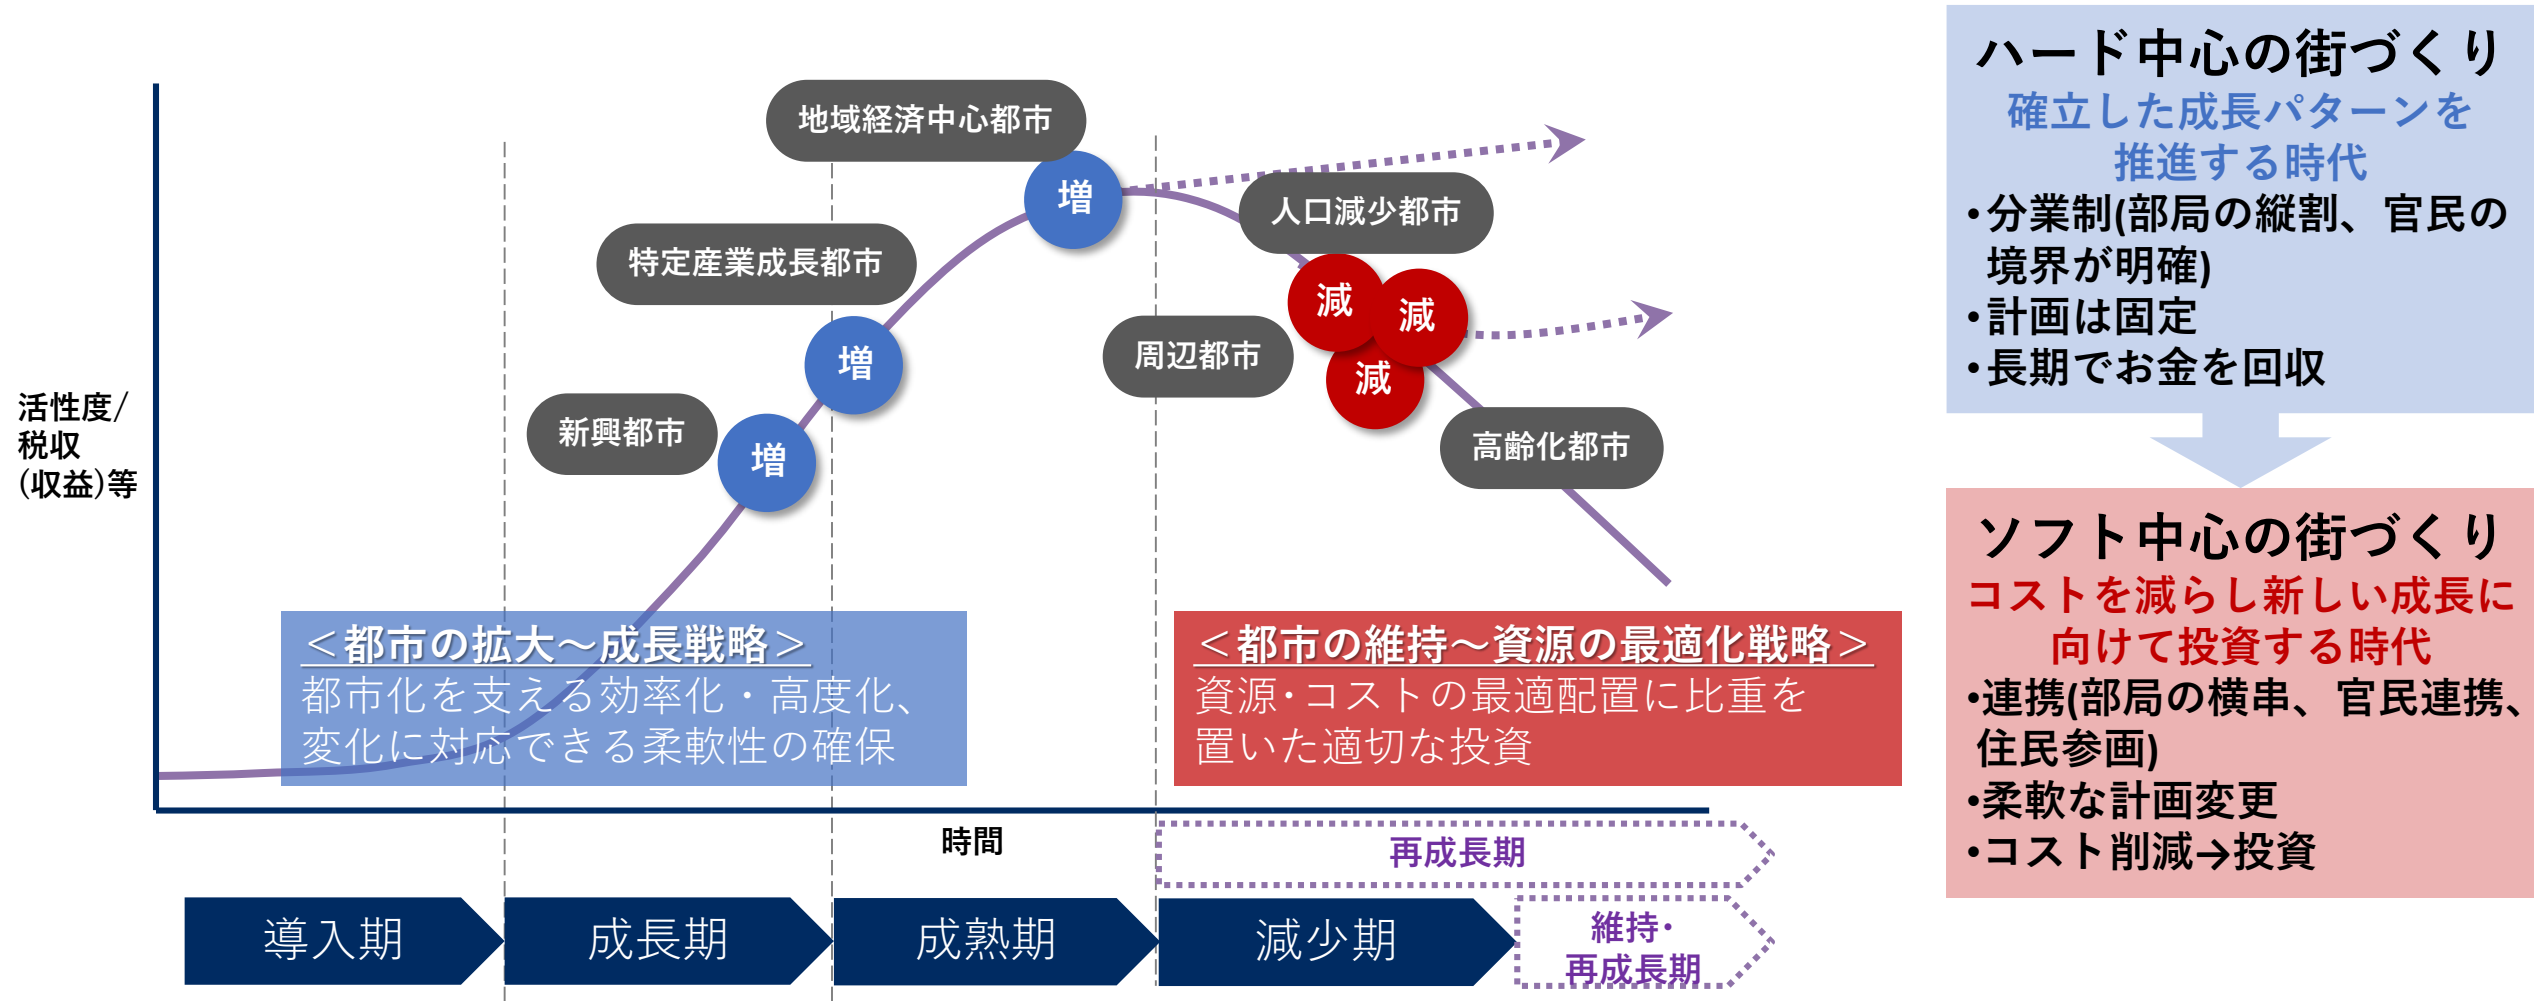 地域経済中心都市
増
人口減少都市
特定産業成長都市
減
減
増
周辺都市
減
活性度/
税収
(収益)等
新興都市
増
高齢化都市
＜都市の拡大～成長戦略＞
都市化を支える効率化・高度化、
変化に対応できる柔軟性の確保
＜都市の維持～資源の最適化戦略＞
資源･コストの最適配置に比重を
置いた適切な投資
時間
再成長期
導入期
成長期
成熟期
減少期
維持･
再成長期
ハード中心の街づくり
確立した成長パターンを
推進する時代
･分業制(部局の縦割、官民の
境界が明確)
･計画は固定
･長期でお金を回収
ソフト中心の街づくり
コストを減らし新しい成長に
向けて投資する時代
･連携(部局の横串、官民連携、
住民参画)
･柔軟な計画変更
･コスト削減→投資